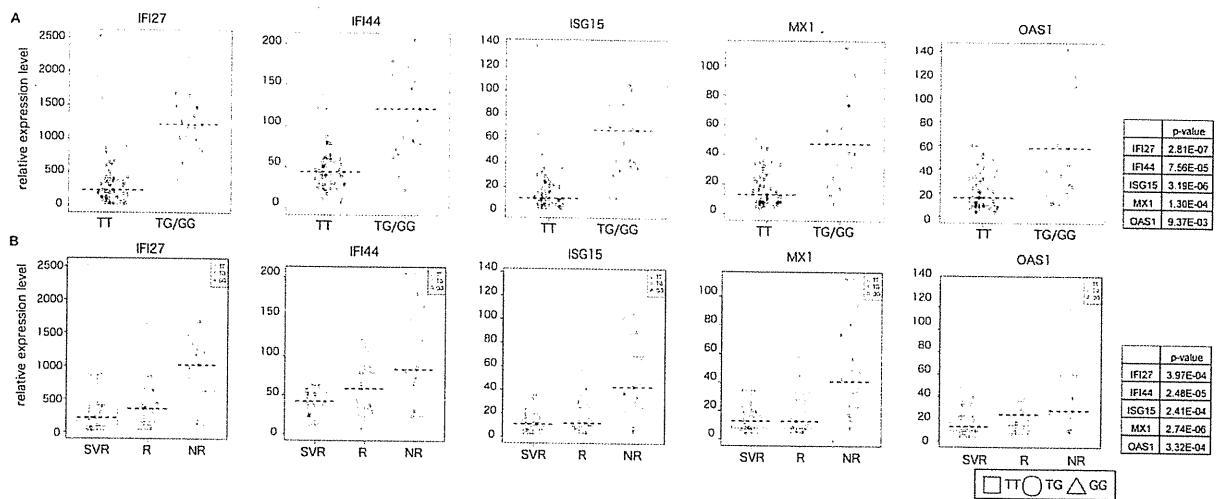 A
IFI27
IFI44
ISG15
MX1
OAS1
relative expression level
2500
2000
1500
1000
500
0
TT
TG/GG
200
150
100
50
0
TT
TG/GG
140
120
100
80
60
40
20
0
TT
TG/GG
100
80
60
40
20
0
TT
TG/GG
140
120
100
80
60
40
20
0
TT
TG/GG
p-value
IFI27 2.81E-07
IFI44 7.56E-05
ISG15 3.19E-06
MX1 1.30E-04
OAS1 9.37E-03
B
IFI27
IFI44
ISG15
MX1
OAS1
relative expression level
2500
2000
1500
1000
500
0
SVR
R
NR
200
150
100
50
0
SVR
R
NR
140
120
100
80
60
40
20
0
SVR
R
NR
100
80
60
40
20
0
SVR
R
NR
140
120
100
80
60
40
20
0
SVR
R
NR
p-value
IFI27 3.97E-04
IFI44 2.48E-05
ISG15 2.41E-04
MX1 2.74E-06
OAS1 3.32E-04
TT TG GG